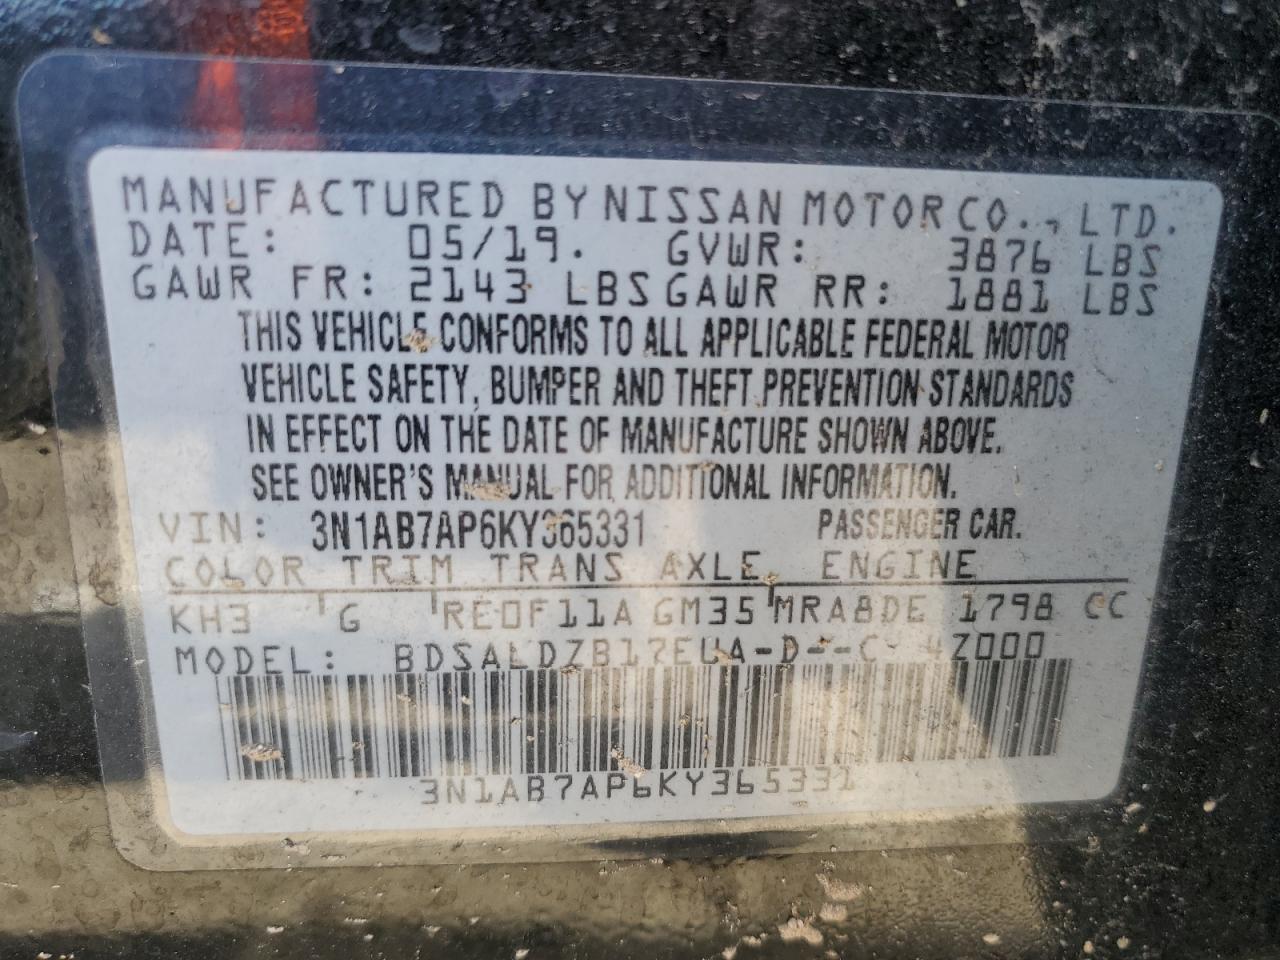 MANUFACTURED BY NISSAN MOTOR CO., LTD.
DATE: 05/19. GVWR: 3876 LBS
GAWR FR: 2143 LBS GAWR RR: 1881 LBS
THIS VEHICLE CONFORMS TO ALL APPLICABLE FEDERAL MOTOR
VEHICLE SAFETY, BUMPER AND THEFT PREVENTION STANDARDS
IN EFFECT ON THE DATE OF MANUFACTURE SHOWN ABOVE.
SEE OWNER'S MANUAL FOR ADDITIONAL INFORMATION.
VIN: 3N1AB7AP6KY365331 PASSENGER CAR.
COLOR TRIM TRANS AXLE ENGINE
KH3 G RE0F11A GM35 MRA8DE 1798 CC
MODEL: BDSALDZB17EUA-D--C-4Z000
3N1AB7AP6KY365331